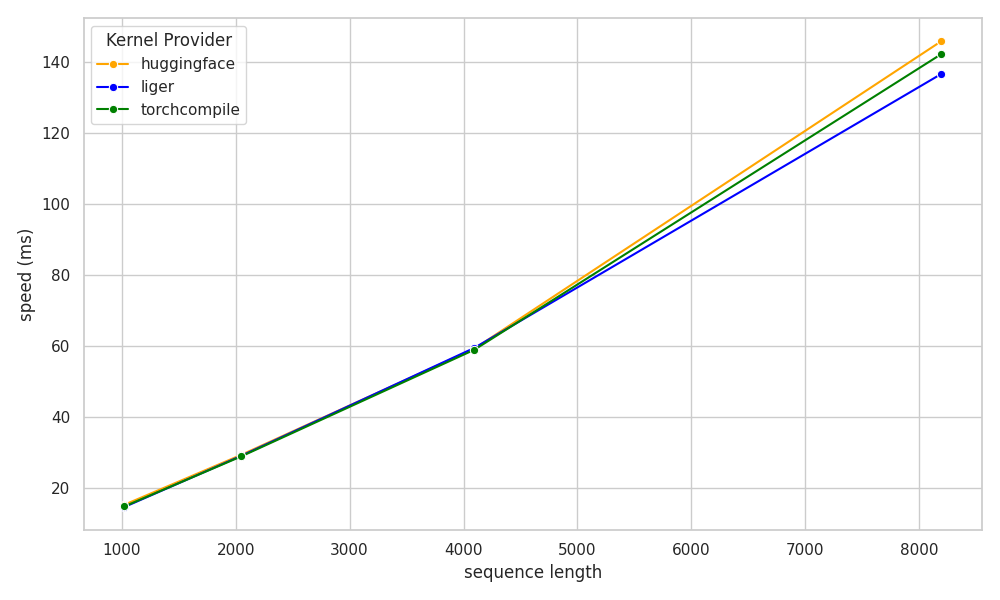 Kernel Provider
huggingface
liger
torchcompile
140
120
100
80
60
40
20
speed (ms)
1000 2000 3000 4000 5000 6000 7000 8000
sequence length